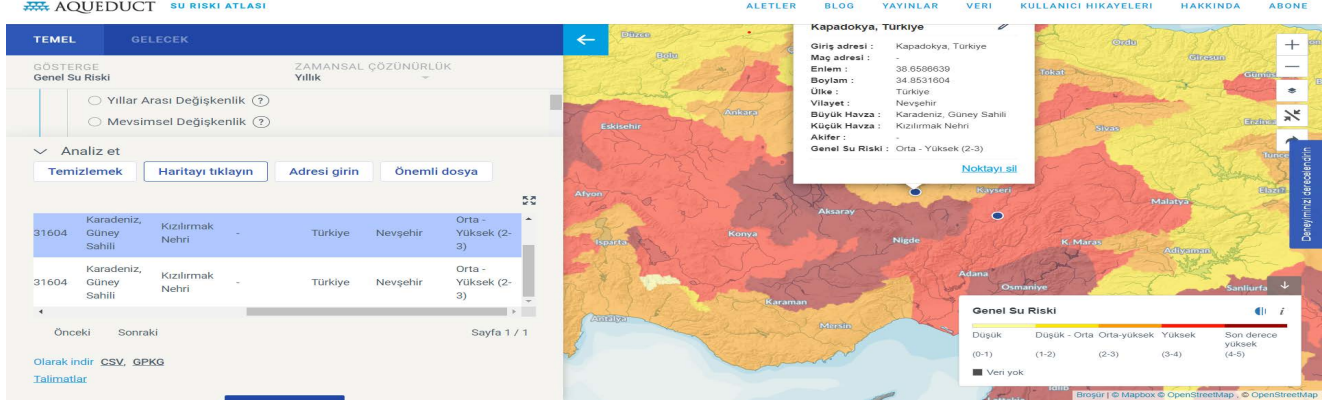 AQUEDUCT SU RISKI ATLASI
ALETLER BLOG YAYINLAR VERI KULLANICI HIKAYELERI HAKKINDA ABONE
TEMEL GELECEK
GÖSTERGE
Genel Su Riski
ZAMANSAL ÇÖZÜNÜRLÜK
Yıllık
Yıllar Arası Değişkenlik ?
Mevsimsel Değişkenlik ?
Analiz et
Temizlemek Haritayı tıklayın Adresi girin Önemli dosya
31604 Karadeniz, Güney Sahili Kızılırmak Nehri - Türkiye Nevşehir Orta - Yüksek (2-3)
31604 Karadeniz, Güney Sahili Kızılırmak Nehri - Türkiye Nevşehir Orta - Yüksek (2-3)
Önceki Sonraki Sayfa 1 / 1
Olarak indir CSV, GPKG
Talimatlar
Kapadokya, Türkiye
Giriş adresi : Kapadokya, Türkiye
Maç adresi : -
Enlem : 38.6586639
Boylam : 34.8531604
Ülke : Türkiye
Vilayet : Nevşehir
Büyük Havza : Karadeniz, Güney Sahili
Küçük Havza : Kızılırmak Nehri
Akifer : -
Genel Su Riski : Orta - Yüksek (2-3)
Noktayı sil
Düzce
Bolu
Ordu
Giresun
Tokat
Ankara
Eskisehir
Sivas
Afyon
Kayseri
Malatya
Aksaray
Konya
Nigde
K. Maras
Isparta
Adiyaman
Adana
Osmaniye
Sanliurfa
Karaman
Antalya
Mersin
Deneyiminizi derecelendirin
Genel Su Riski i
Düşük Düşük - Orta Orta-yüksek Yüksek Son derece yüksek
(0-1) (1-2) (2-3) (3-4) (4-5)
Veri yok
Broşür | © Mapbox © OpenStreetMap , © OpenStreetMap